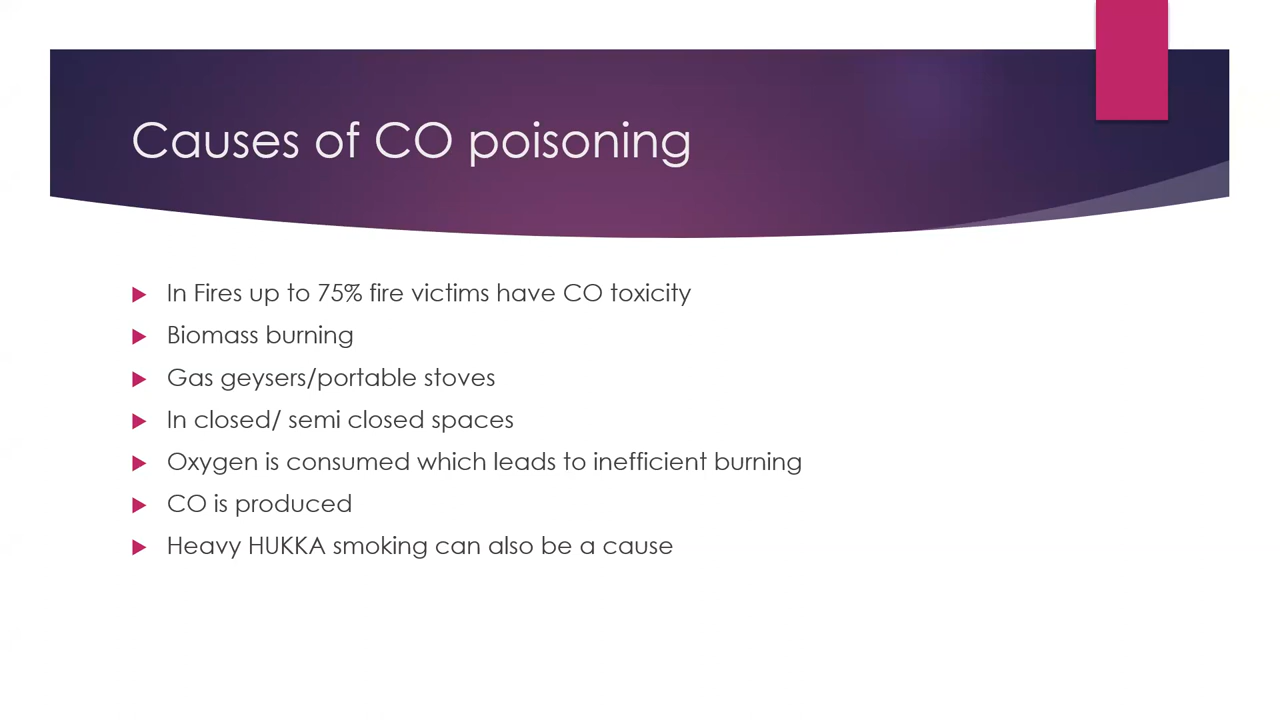 Causes of CO poisoning
In Fires up to 75% fire victims have CO toxicity
Biomass burning
Gas geysers/portable stoves
In closed/ semi closed spaces
Oxygen is consumed which leads to inefficient burning
CO is produced
Heavy HUKKA smoking can also be a cause